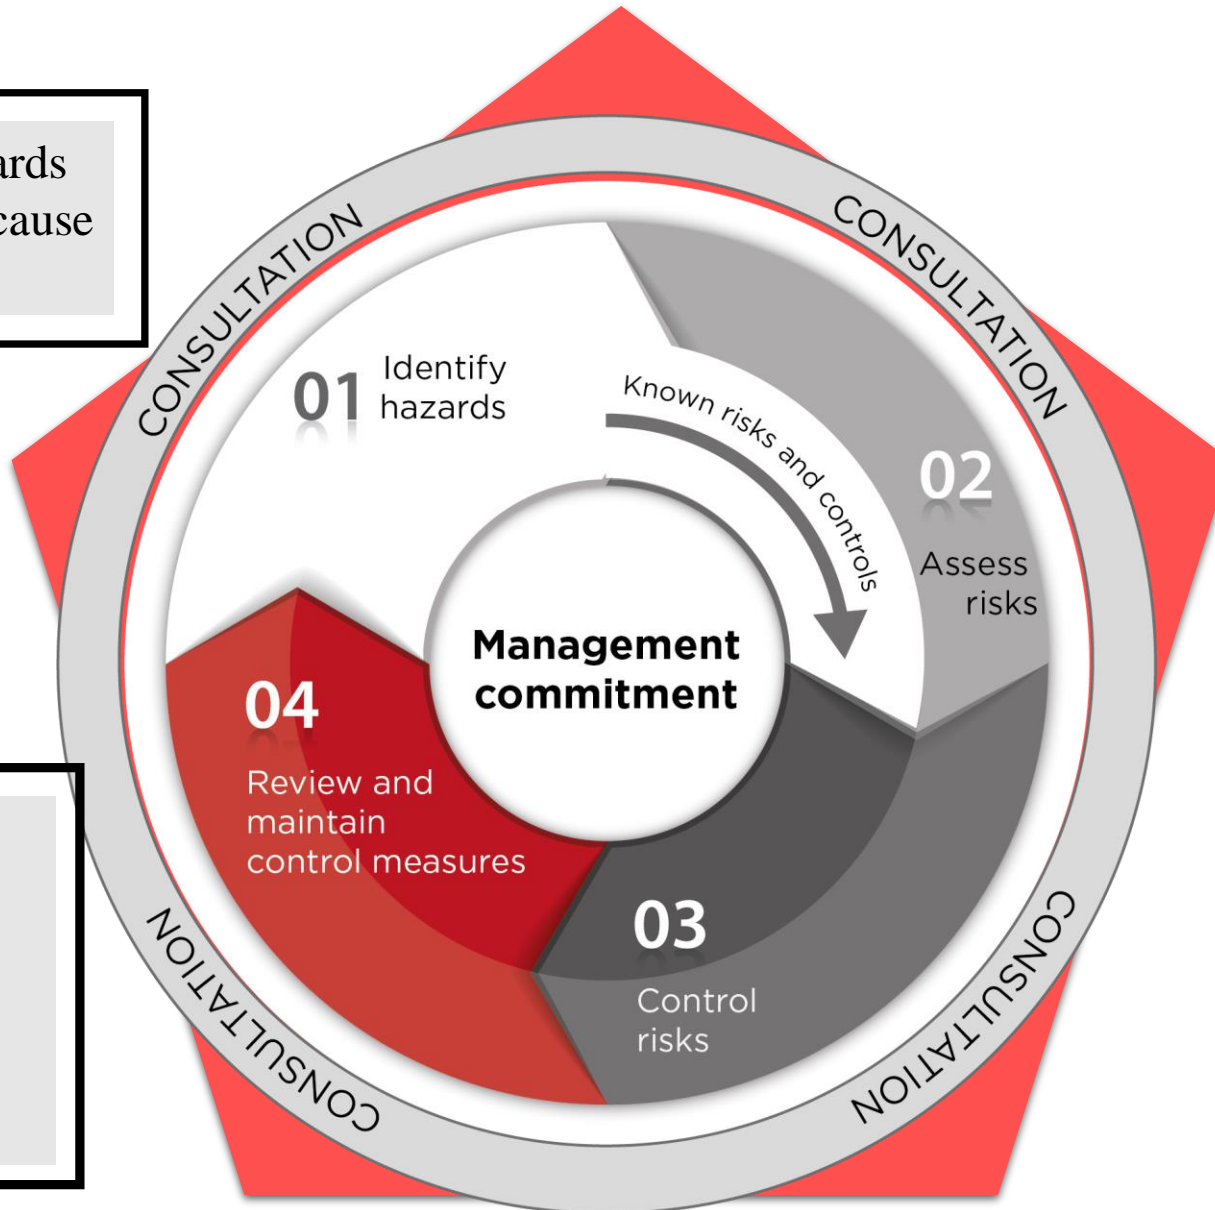 ards
cause
CONSULTATION
CONSULTATION
01
Identify
hazards
Known risks and controls
02
Assess
risks
Management
commitment
04
Review and
maintain
control measures
03
Control
risks
CONSULTATION
CONSULTATION